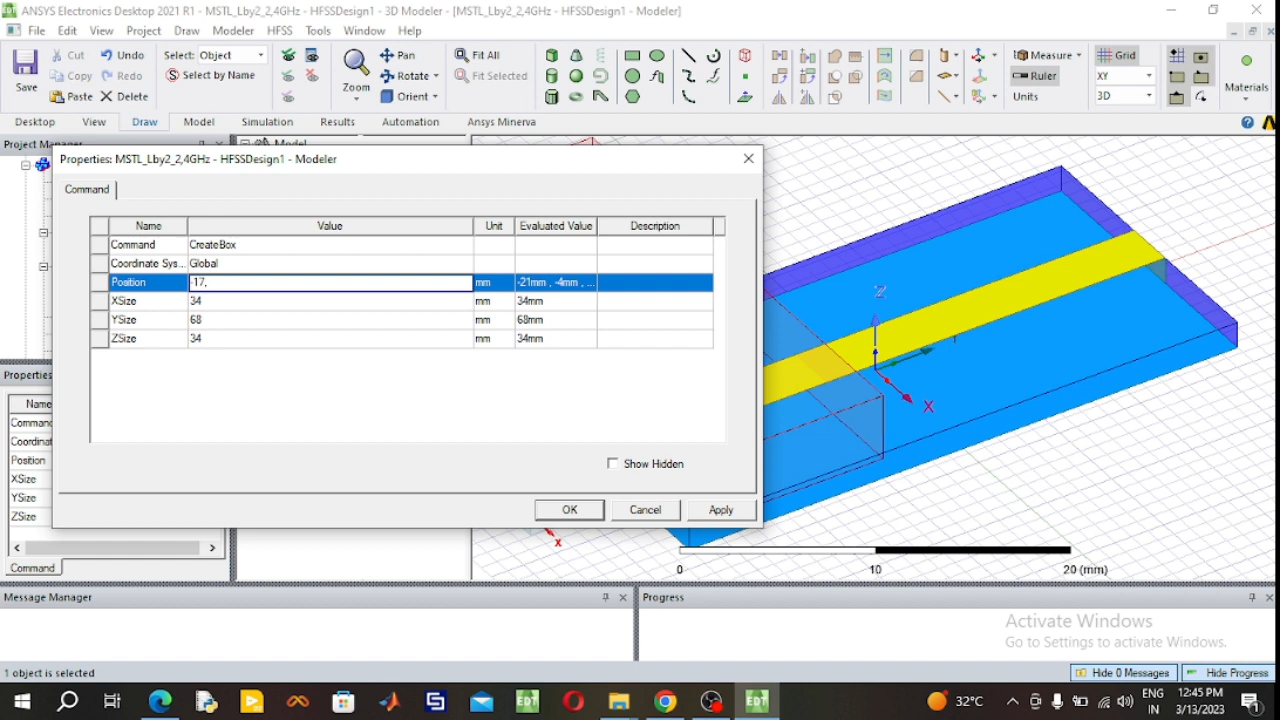 ANSYS Electronics Desktop 2021 R1 - MSTL_Lby2_2,4GHz - HFSSDesign1 - 3D Modeler - [MSTL_Lby2_2,4GHz - HFSSDesign1 - Modeler]
File Edit View Project Draw Modeler HFSS Tools Window Help
Save Cut Copy Paste Undo Redo Delete
Select: Object
Select by Name
Zoom Pan Rotate Orient
Fit All
Fit Selected
Measure Grid
Ruler XY
Units 3D
Materials
Desktop View Draw Model Simulation Results Automation Ansys Minerva
Project Manager
Model
Properties: MSTL_Lby2_2,4GHz - HFSSDesign1 - Modeler
Command
Name Value Unit Evaluated Value Description
Command CreateBox
Coordinate Sys... Global
Position -17, mm -21mm , -4mm , ...
XSize 34 mm 34mm
YSize 68 mm 68mm
ZSize 34 mm 34mm
Show Hidden
OK Cancel Apply
Properties
Name
Command
Coordinat
Position
XSize
YSize
ZSize
Command
Z
Y
X
X
0 10 20 (mm)
Message Manager
Progress
Activate Windows
Go to Settings to activate Windows.
1 object is selected
Hide 0 Messages Hide Progress
32°C
ENG
IN
12:45 PM
3/13/2023
1